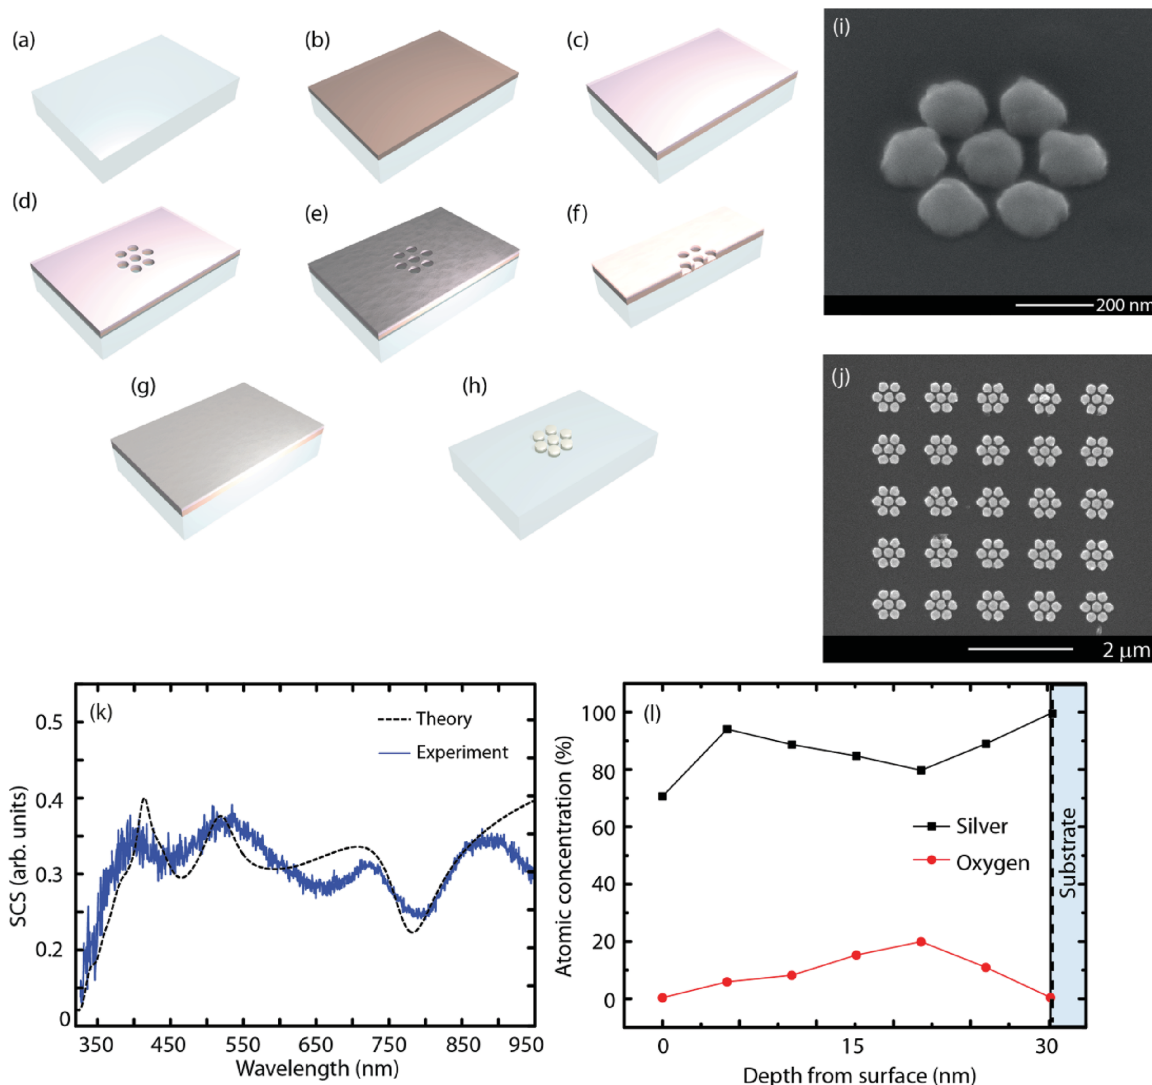 (a)
(b)
(c)
(d)
(e)
(f)
(g)
(h)
(i)
200 nm
(j)
2 μm
(k)
Theory
Experiment
0.5
0.4
0.3
0.2
0
SCS (arb. units)
350 450 550 650 750 850 950
Wavelength (nm)
(l)
Silver
Oxygen
Substrate
100
80
60
40
20
0
Atomic concentration (%)
0 15 30
Depth from surface (nm)